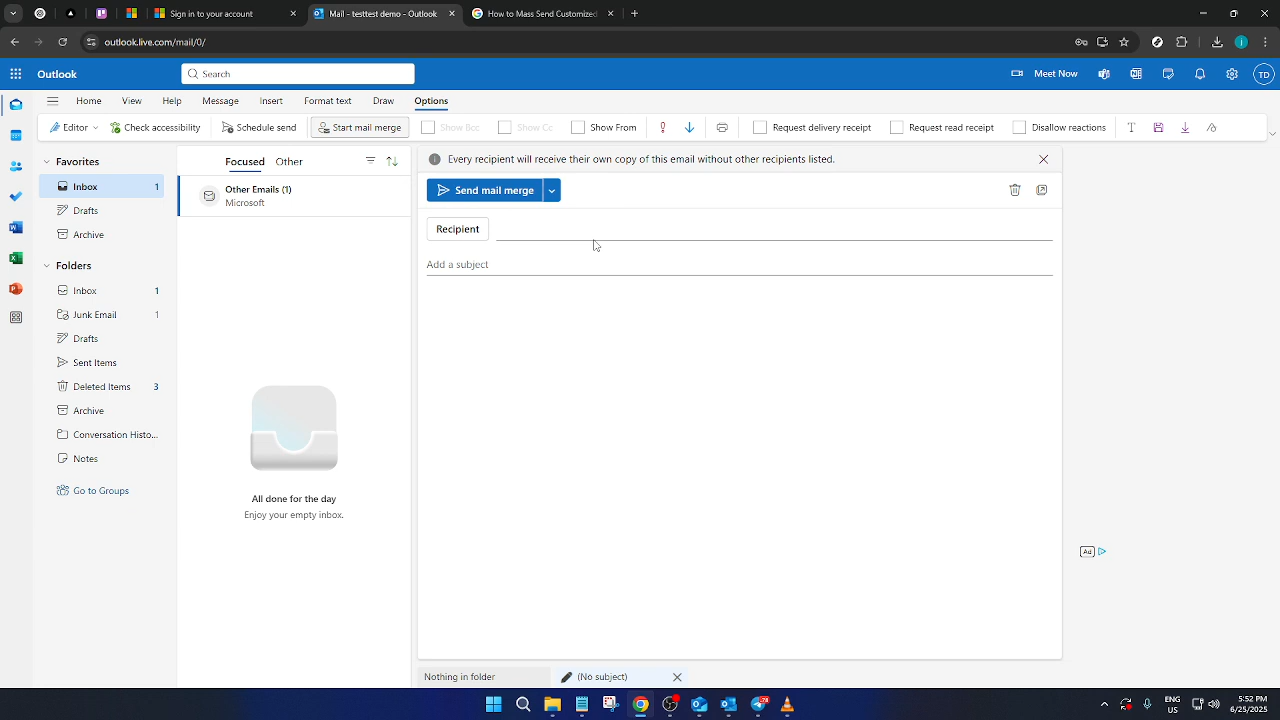 Sign in to your account
Mail - testtest demo - Outlook
How to Mass Send Customized
outlook.live.com/mail/0/
Outlook
Search
Meet Now
TD
Home View Help Message Insert Format text Draw Options
Editor Check accessibility Schedule send Start mail merge Show Bcc Show Cc Show From Request delivery receipt Request read receipt Disallow reactions
Favorites
Inbox 1
Drafts
Archive
Folders
Inbox 1
Junk Email 1
Drafts
Sent Items
Deleted Items 3
Archive
Conversation Histo...
Notes
Go to Groups
Focused Other
Other Emails (1)
Microsoft
All done for the day
Enjoy your empty inbox.
Every recipient will receive their own copy of this email without other recipients listed.
Send mail merge
Recipient
Add a subject
Ad
Nothing in folder
(No subject)
ENG
US
5:52 PM
6/25/2025